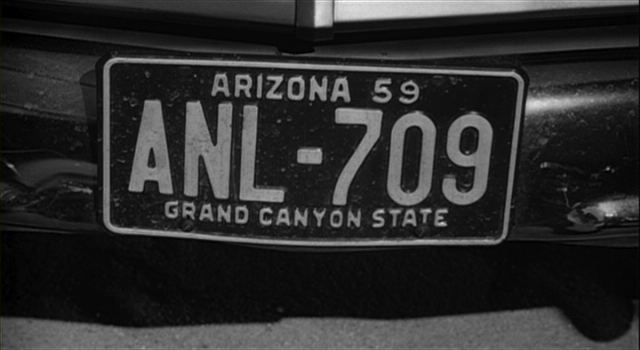 ARIZONA 59
ANL-709
GRAND CANYON STATE